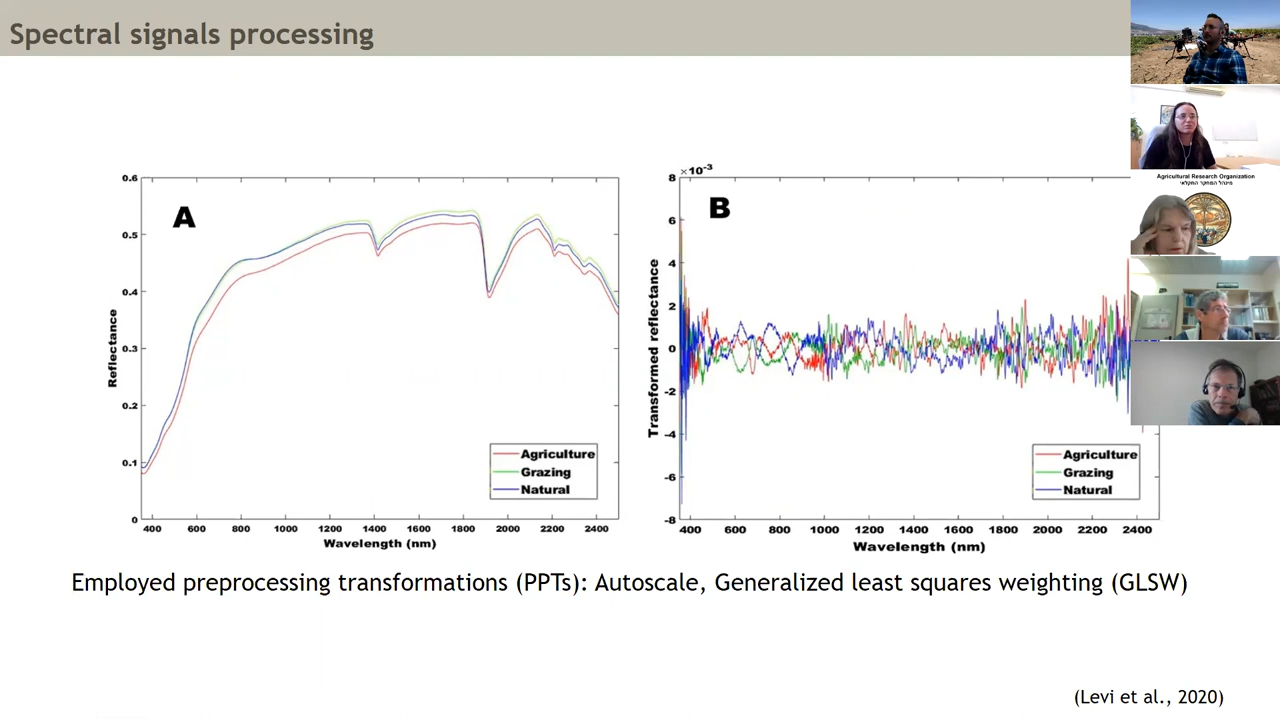 Spectral signals processing
Agricultural Research Organization
מינהל המחקר החקלאי
A
0.6
0.5
0.4
0.3
0.2
0.1
0
Reflectance
400 600 800 1000 1200 1400 1600 1800 2000 2200 2400
Wavelength (nm)
Agriculture
Grazing
Natural
B
×10⁻³
8
6
4
2
0
-2
-4
-6
-8
Transformed reflectance
400 600 800 1000 1200 1400 1600 1800 2000 2200 2400
Wavelength (nm)
Agriculture
Grazing
Natural
Employed preprocessing transformations (PPTs): Autoscale, Generalized least squares weighting (GLSW)
(Levi et al., 2020)